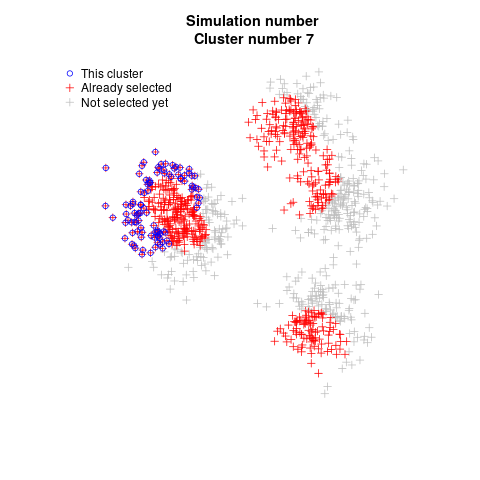 Simulation number
Cluster number 7
This cluster
Already selected
Not selected yet